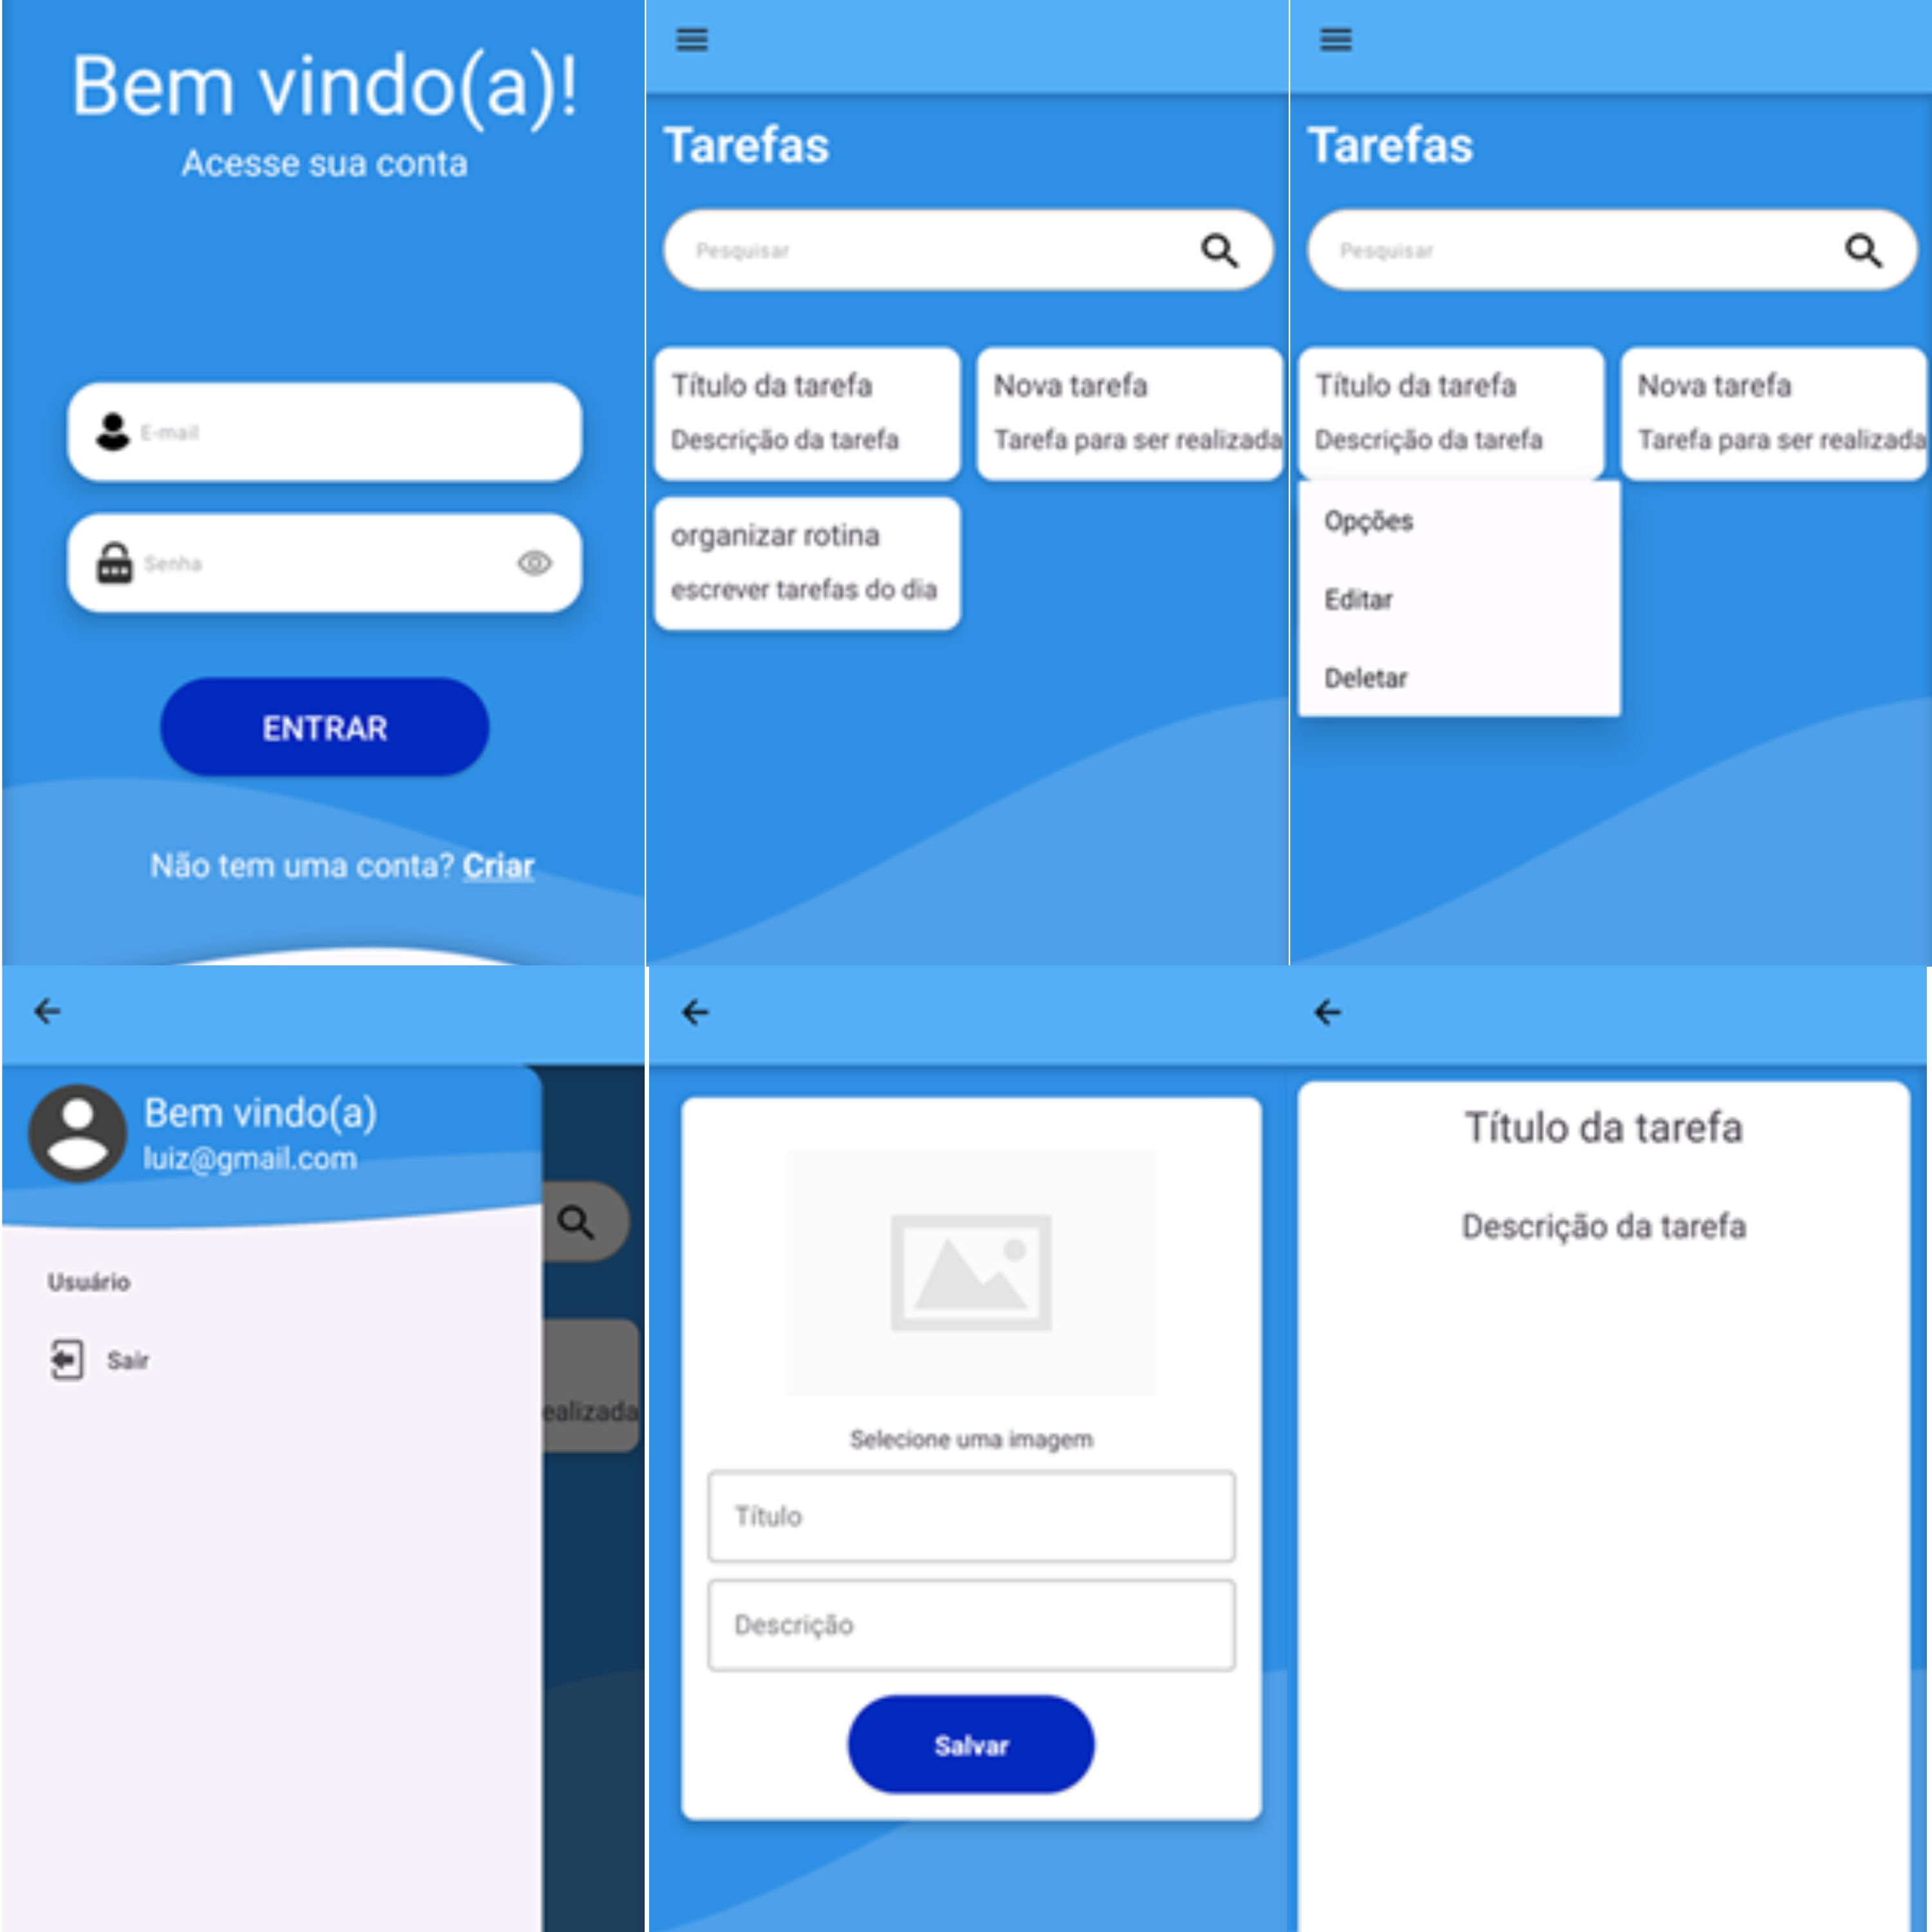 Bem vindo(a)!
Acesse sua conta
E-mail
Senha
ENTRAR
Não tem uma conta? Criar
Tarefas
Pesquisar
Título da tarefa
Descrição da tarefa
Nova tarefa
Tarefa para ser realizada
organizar rotina
escrever tarefas do dia
Tarefas
Pesquisar
Título da tarefa
Descrição da tarefa
Nova tarefa
Tarefa para ser realizada
Opções
Editar
Deletar
Bem vindo(a)
luiz@gmail.com
Usuário
Sair
ealizada
Selecione uma imagem
Título
Descrição
Salvar
Título da tarefa
Descrição da tarefa